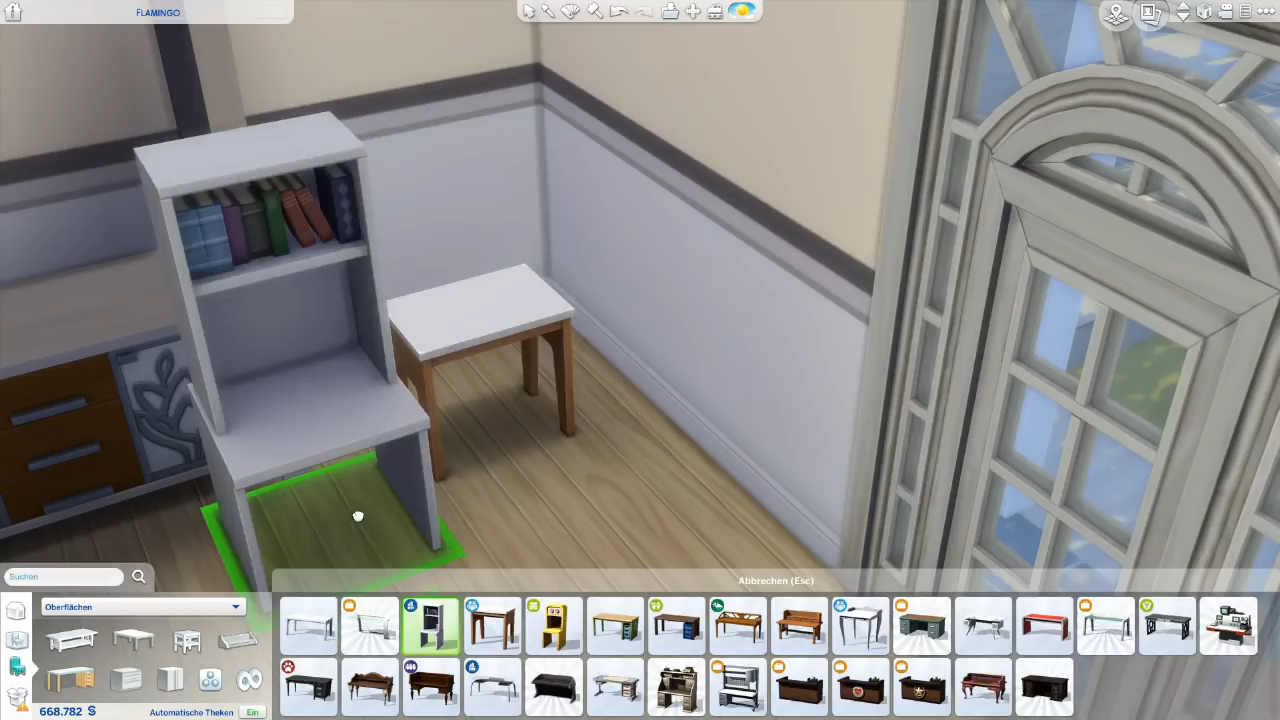 FLAMINGO
Abbrechen (Esc)
Suchen
Oberflächen
668.782 S
Automatische Theken
Ein